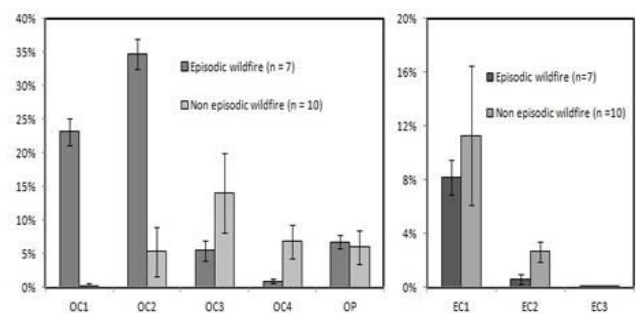 40%
35%
30%
25%
20%
15%
10%
5%
0%
Episodic wildfire (n = 7)
Non episodic wildfire (n = 10)
OC1 OC2 OC3 OC4 OP
20%
16%
12%
8%
4%
0%
Episodic wildfire (n=7)
Non episodic wildfire (n =10)
EC1 EC2 EC3